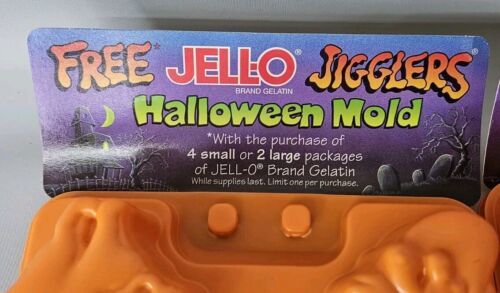 FREE* JELL-O® JIGGLERS®
BRAND GELATIN
Halloween Mold
*With the purchase of
4 small or 2 large packages
of JELL-O® Brand Gelatin
While supplies last. Limit one per purchase.